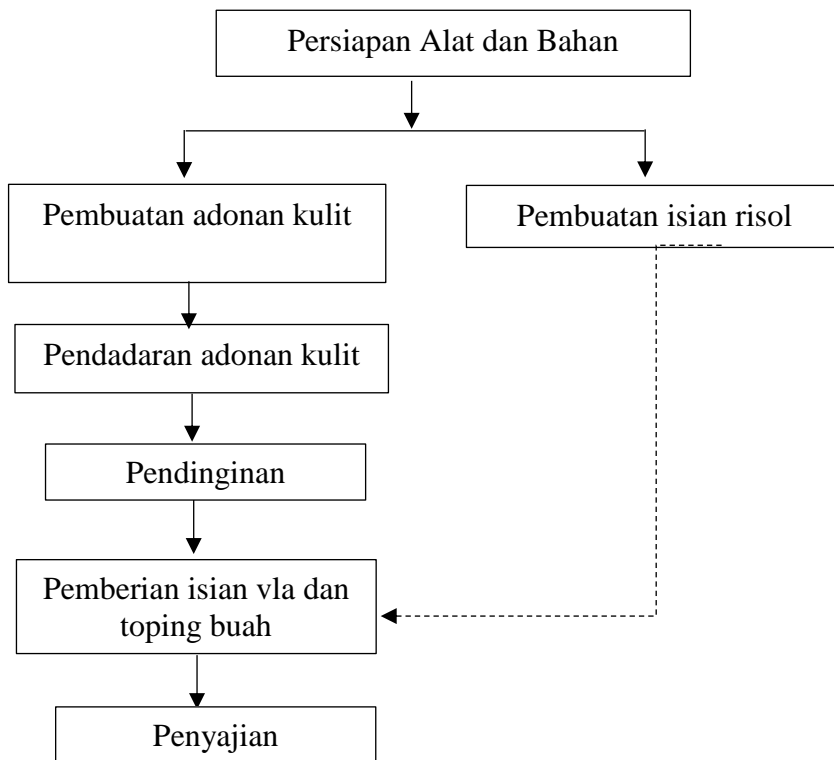 Persiapan Alat dan Bahan
Pembuatan adonan kulit
Pembuatan isian risol
Pendadaran adonan kulit
Pendinginan
Pemberian isian vla dan
toping buah
Penyajian